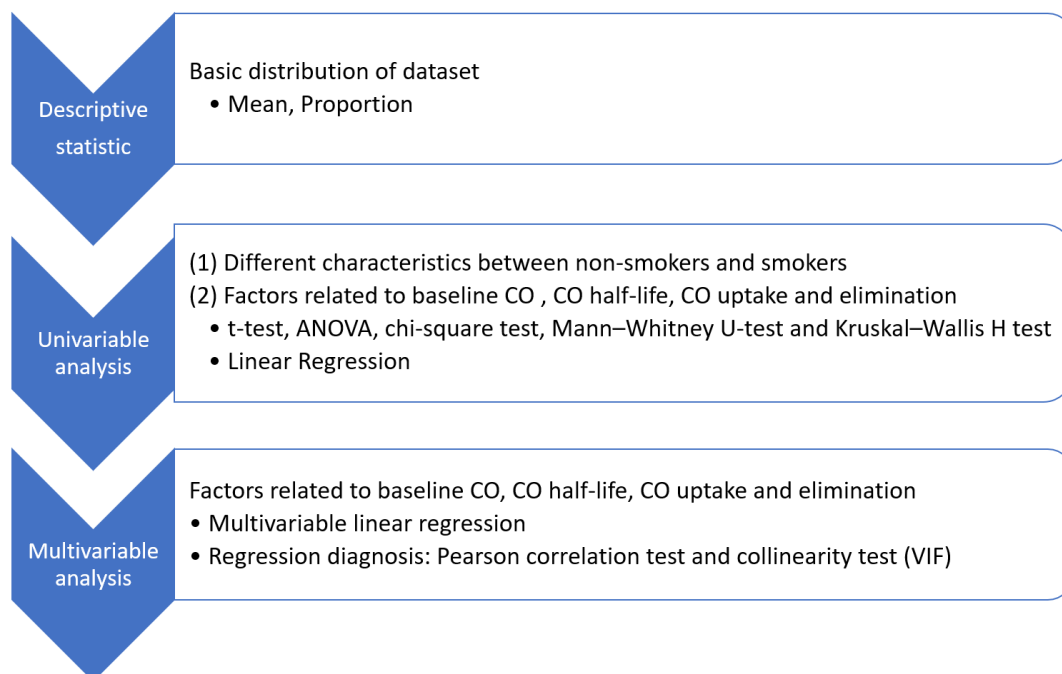 Descriptive
statistic
Basic distribution of dataset
• Mean, Proportion
Univariable
analysis
(1) Different characteristics between non-smokers and smokers
(2) Factors related to baseline CO , CO half-life, CO uptake and elimination
• t-test, ANOVA, chi-square test, Mann–Whitney U-test and Kruskal–Wallis H test
• Linear Regression
Multivariable
analysis
Factors related to baseline CO, CO half-life, CO uptake and elimination
• Multivariable linear regression
• Regression diagnosis: Pearson correlation test and collinearity test (VIF)